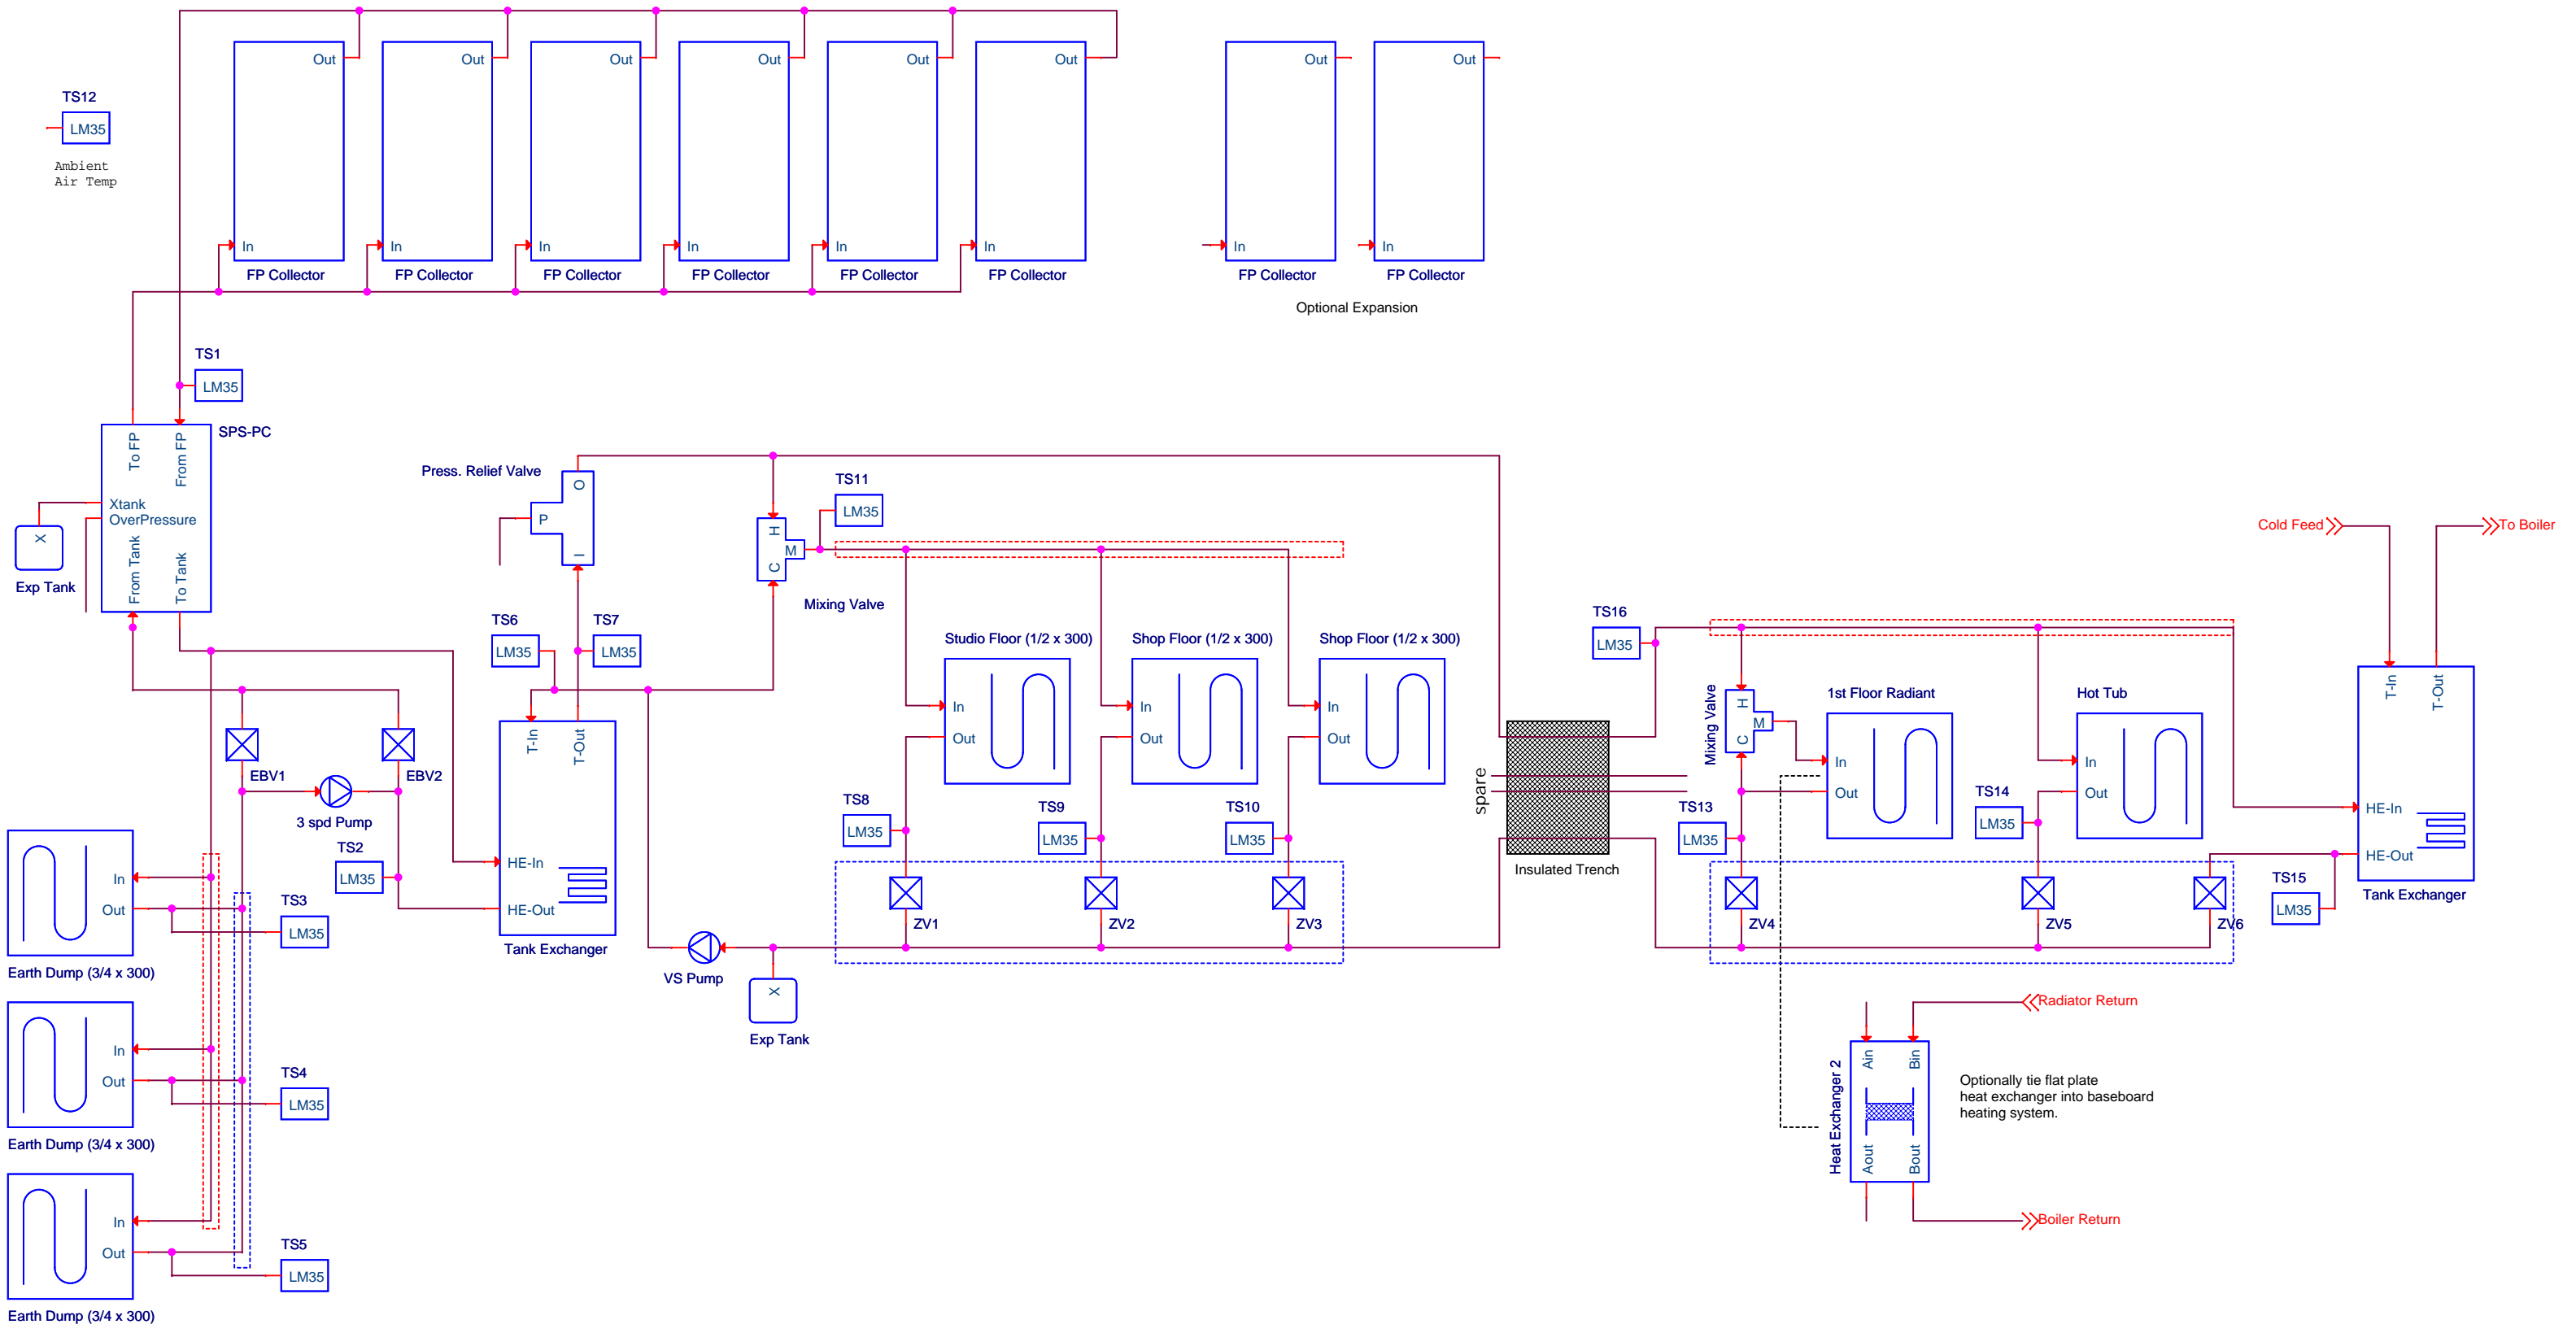 Out
Out
Out
Out
Out
Out
Out
Out
TS12
LM35
Ambient
Air Temp
In
In
In
In
In
In
In
In
FP Collector
FP Collector
FP Collector
FP Collector
FP Collector
FP Collector
FP Collector
FP Collector
Optional Expansion
TS1
LM35
SPS-PC
To FP
From FP
Xtank
OverPressure
From Tank
To Tank
X
Exp Tank
Press. Relief Valve
O
P
I
H
M
C
Mixing Valve
TS11
LM35
TS6
LM35
TS7
LM35
Studio Floor (1/2 x 300)
In
Out
Shop Floor (1/2 x 300)
In
Out
Shop Floor (1/2 x 300)
In
Out
EBV1
EBV2
3 spd Pump
TS2
LM35
T-In
T-Out
HE-In
HE-Out
Tank Exchanger
TS8
LM35
TS9
LM35
TS10
LM35
ZV1
ZV2
ZV3
VS Pump
X
Exp Tank
In
Out
Earth Dump (3/4 x 300)
TS3
LM35
In
Out
Earth Dump (3/4 x 300)
TS4
LM35
In
Out
Earth Dump (3/4 x 300)
TS5
LM35
spare
Insulated Trench
TS16
LM35
Mixing Valve
H
M
C
1st Floor Radiant
In
Out
Hot Tub
In
Out
TS13
LM35
TS14
LM35
ZV4
ZV5
ZV6
Cold Feed
To Boiler
T-In
T-Out
HE-In
HE-Out
Tank Exchanger
TS15
LM35
Radiator Return
Heat Exchanger 2
Ain
Bin
Aout
Bout
Optionally tie flat plate
heat exchanger into baseboard
heating system.
Boiler Return